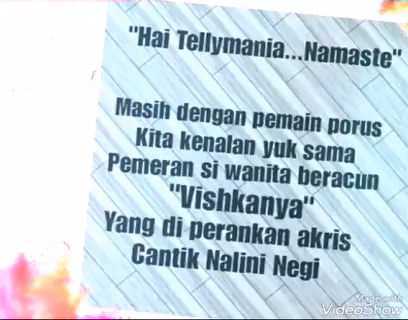 "Hai Tellymania...Namaste"
Masih dengan pemain porus
Kita kenalan yuk sama
Pemeran si wanita beracun
"Vishkanya"
Yang di perankan akris
Cantik Nalini Negi
Made with
VideoShow